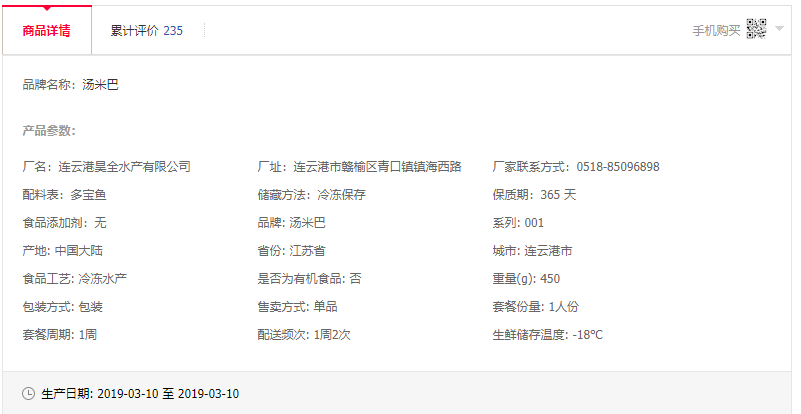 商品详情 累计评价 235 手机购买
品牌名称：汤米巴
产品参数：
厂名：连云港昊全水产有限公司 厂址：连云港市赣榆区青口镇镇海西路 厂家联系方式：0518-85096898
配料表：多宝鱼 储藏方法：冷冻保存 保质期：365 天
食品添加剂：无 品牌: 汤米巴 系列: 001
产地: 中国大陆 省份: 江苏省 城市: 连云港市
食品工艺: 冷冻水产 是否为有机食品: 否 重量(g): 450
包装方式: 包装 售卖方式: 单品 套餐份量: 1人份
套餐周期: 1周 配送频次: 1周2次 生鲜储存温度: -18℃
生产日期: 2019-03-10 至 2019-03-10